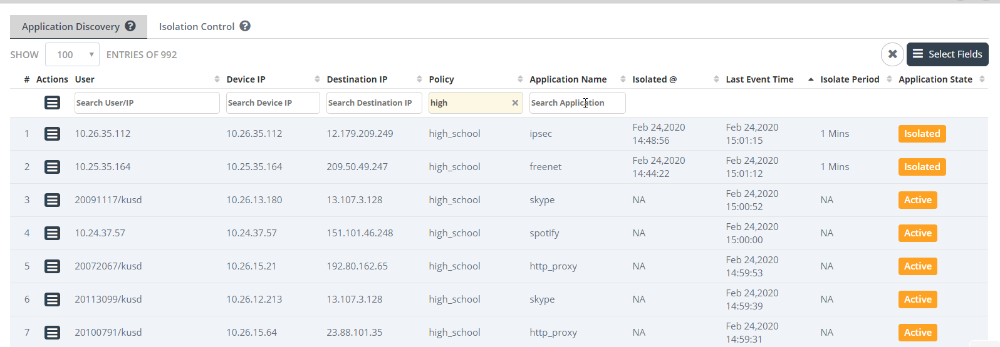 Application Discovery ? Isolation Control ?
SHOW 100 ENTRIES OF 992 Select Fields
# Actions User Device IP Destination IP Policy Application Name Isolated @ Last Event Time Isolate Period Application State
Search User/IP Search Device IP Search Destination IP high Search Application
1 10.26.35.112 10.26.35.112 12.179.209.249 high_school ipsec Feb 24,2020 14:48:56 Feb 24,2020 15:01:15 1 Mins Isolated
2 10.25.35.164 10.25.35.164 209.50.49.247 high_school freenet Feb 24,2020 14:44:22 Feb 24,2020 15:01:12 1 Mins Isolated
3 20091117/kusd 10.26.13.180 13.107.3.128 high_school skype NA Feb 24,2020 15:00:52 NA Active
4 10.24.37.57 10.24.37.57 151.101.46.248 high_school spotify NA Feb 24,2020 15:00:00 NA Active
5 20072067/kusd 10.26.15.21 192.80.162.65 high_school http_proxy NA Feb 24,2020 14:59:53 NA Active
6 20113099/kusd 10.26.12.213 13.107.3.128 high_school skype NA Feb 24,2020 14:59:39 NA Active
7 20100791/kusd 10.26.15.64 23.88.101.35 high_school http_proxy NA Feb 24,2020 14:59:31 NA Active